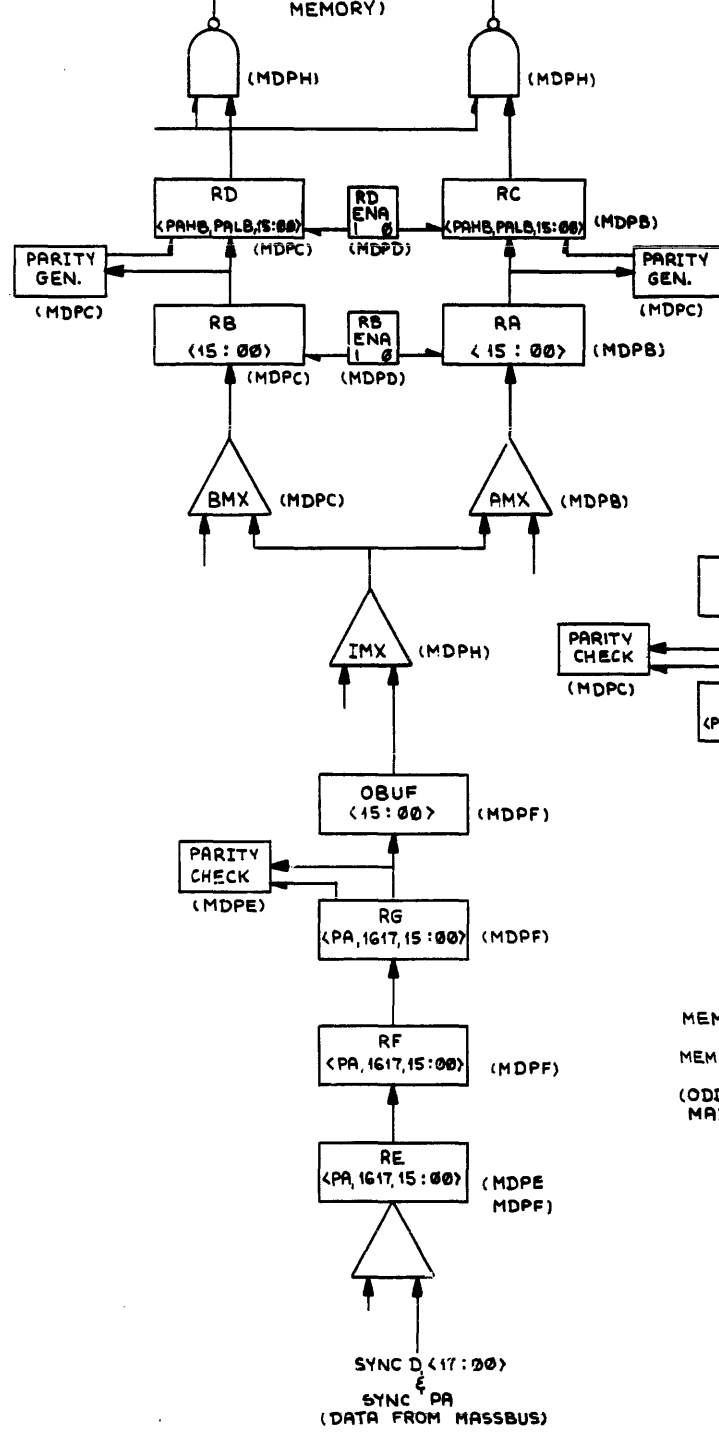 MEMORY)
(MDPH)
(MDPH)
RD
<PAHB, PALB, 15:00>
(MDPC)
RD
ENA
1 0
(MDPD)
RC
<PAHB, PALB, 15:00>
(MDPB)
PARITY
GEN.
(MDPC)
PARITY
GEN.
(MDPC)
RB
<15:00>
(MDPC)
RB
ENA
1 0
(MDPD)
RA
<15:00>
(MDPB)
BMX
(MDPC)
AMX
(MDPB)
IMX
(MDPH)
PARITY
CHECK
(MDPC)
<P
OBUF
<15:00>
(MDPF)
PARITY
CHECK
(MDPE)
RG
<PA, 1617, 15:00>
(MDPF)
RF
<PA, 1617, 15:00>
(MDPF)
MEM
MEM
(ODD
MA
RE
<PA, 1617, 15:00>
(MDPE
MDPF)
SYNC D <17:00>
&
SYNC PA
(DATA FROM MASSBUS)